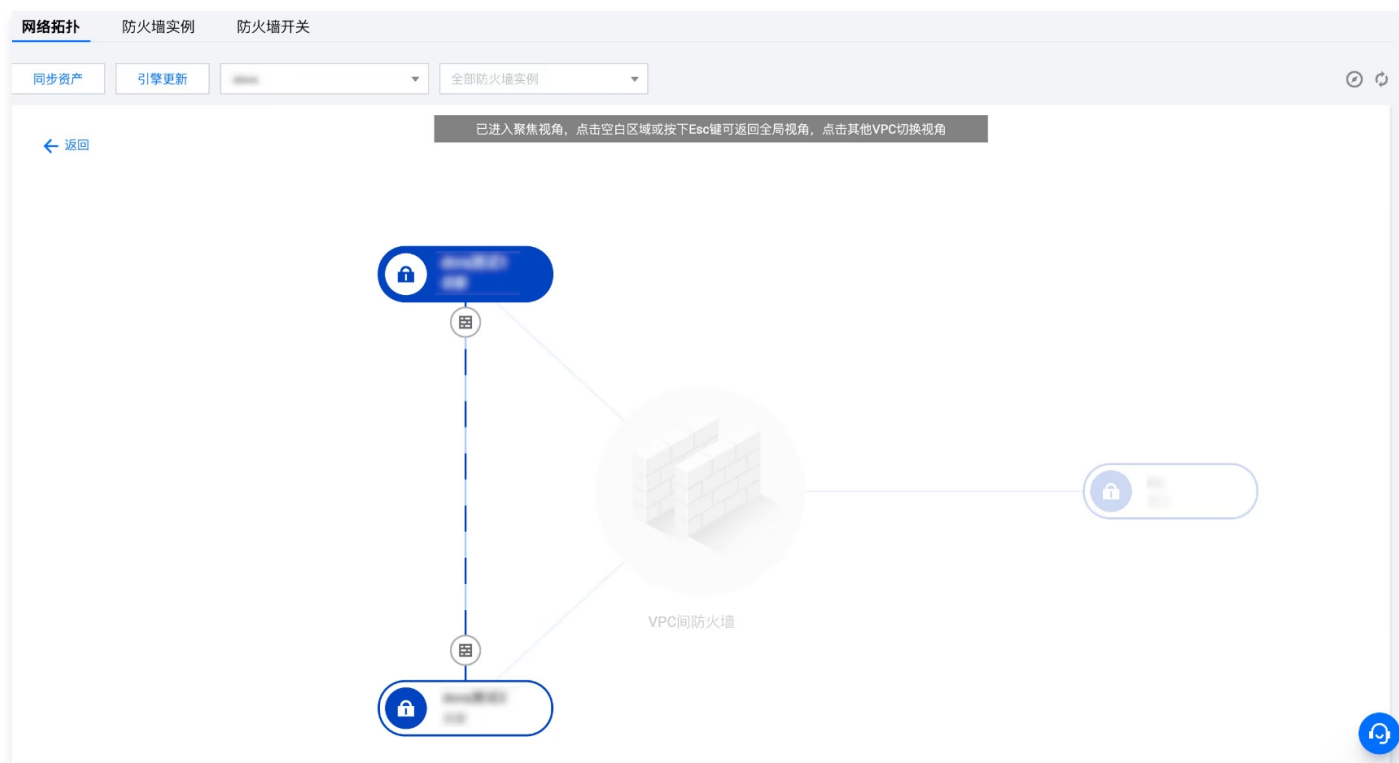 网络拓扑 防火墙实例 防火墙开关
同步资产 引擎更新 全部防火墙实例
已进入聚焦视角，点击空白区域或按下Esc键可返回全局视角，点击其他VPC切换视角
返回
VPC间防火墙